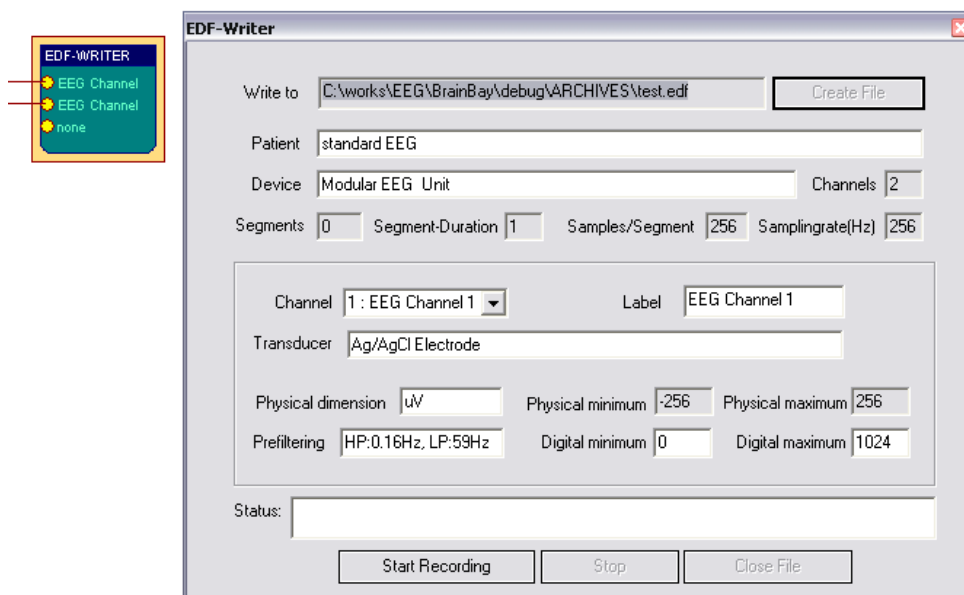 EDF-WRITER
EEG Channel
EEG Channel
none
EDF-Writer
Write to C:\works\EEG\BrainBay\debug\ARCHIVES\test.edf Create File
Patient standard EEG
Device Modular EEG Unit Channels 2
Segments 0 Segment-Duration 1 Samples/Segment 256 Samplingrate(Hz) 256
Channel 1 : EEG Channel 1 Label EEG Channel 1
Transducer Ag/AgCl Electrode
Physical dimension uV Physical minimum -256 Physical maximum 256
Prefiltering HP:0.16Hz, LP:59Hz Digital minimum 0 Digital maximum 1024
Status:
Start Recording Stop Close File